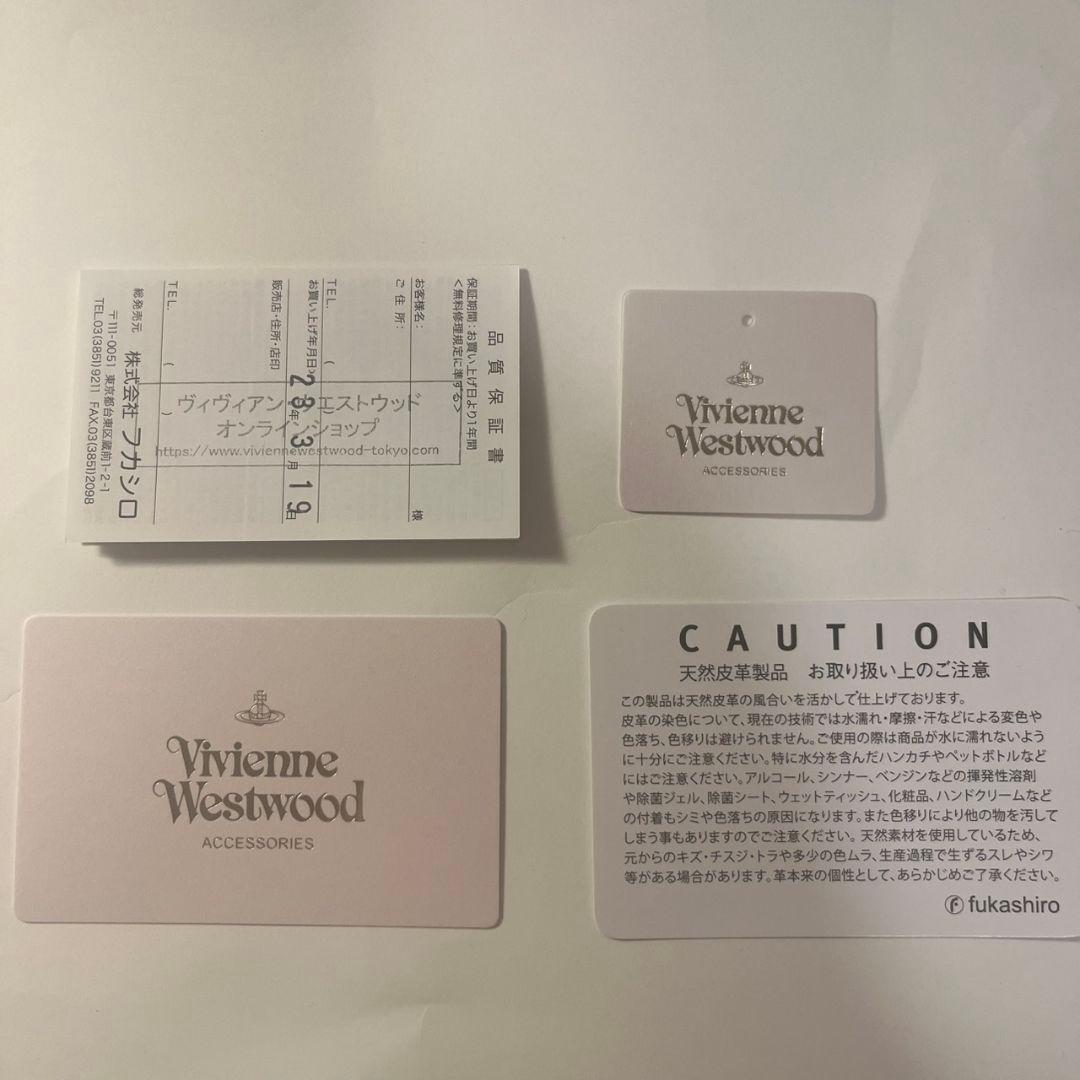 品質保証書
保証期間：お買い上げ日より1年間
＜無料修理規定に準ずる＞
お客様名： 様
ご住所：
TEL. ( )
お買い上げ年月日 23年 3月 19日
販売店・住所・店印
ヴィヴィアン エストウッド
オンラインショップ
https://www.viviennewestwood-tokyo.com
TEL. ( )
総発売元 株式会社 フカシロ
〒111-0051 東京都台東区蔵前1-2-1
TEL.03(3851)9211 FAX.03(3851)2098
Vivienne
Westwood
ACCESSORIES
Vivienne
Westwood
ACCESSORIES
CAUTION
天然皮革製品 お取り扱い上のご注意
この製品は天然皮革の風合いを活かして仕上げております。
皮革の染色について、現在の技術では水濡れ・摩擦・汗などによる変色や
色落ち、色移りは避けられません。ご使用の際は商品が水に濡れないよう
に十分にご注意ください。特に水分を含んだハンカチやペットボトルなど
にはご注意ください。アルコール、シンナー、ベンジンなどの揮発性溶剤
や除菌ジェル、除菌シート、ウェットティッシュ、化粧品、ハンドクリームなど
の付着もシミや色落ちの原因になります。また色移りにより他の物を汚して
しまう事もありますのでご注意ください。天然素材を使用しているため、
元からのキズ・チスジ・トラや多少の色ムラ、生産過程で生ずるスレやシワ
等がある場合があります。革本来の個性として、あらかじめご了承ください。
fukashiro